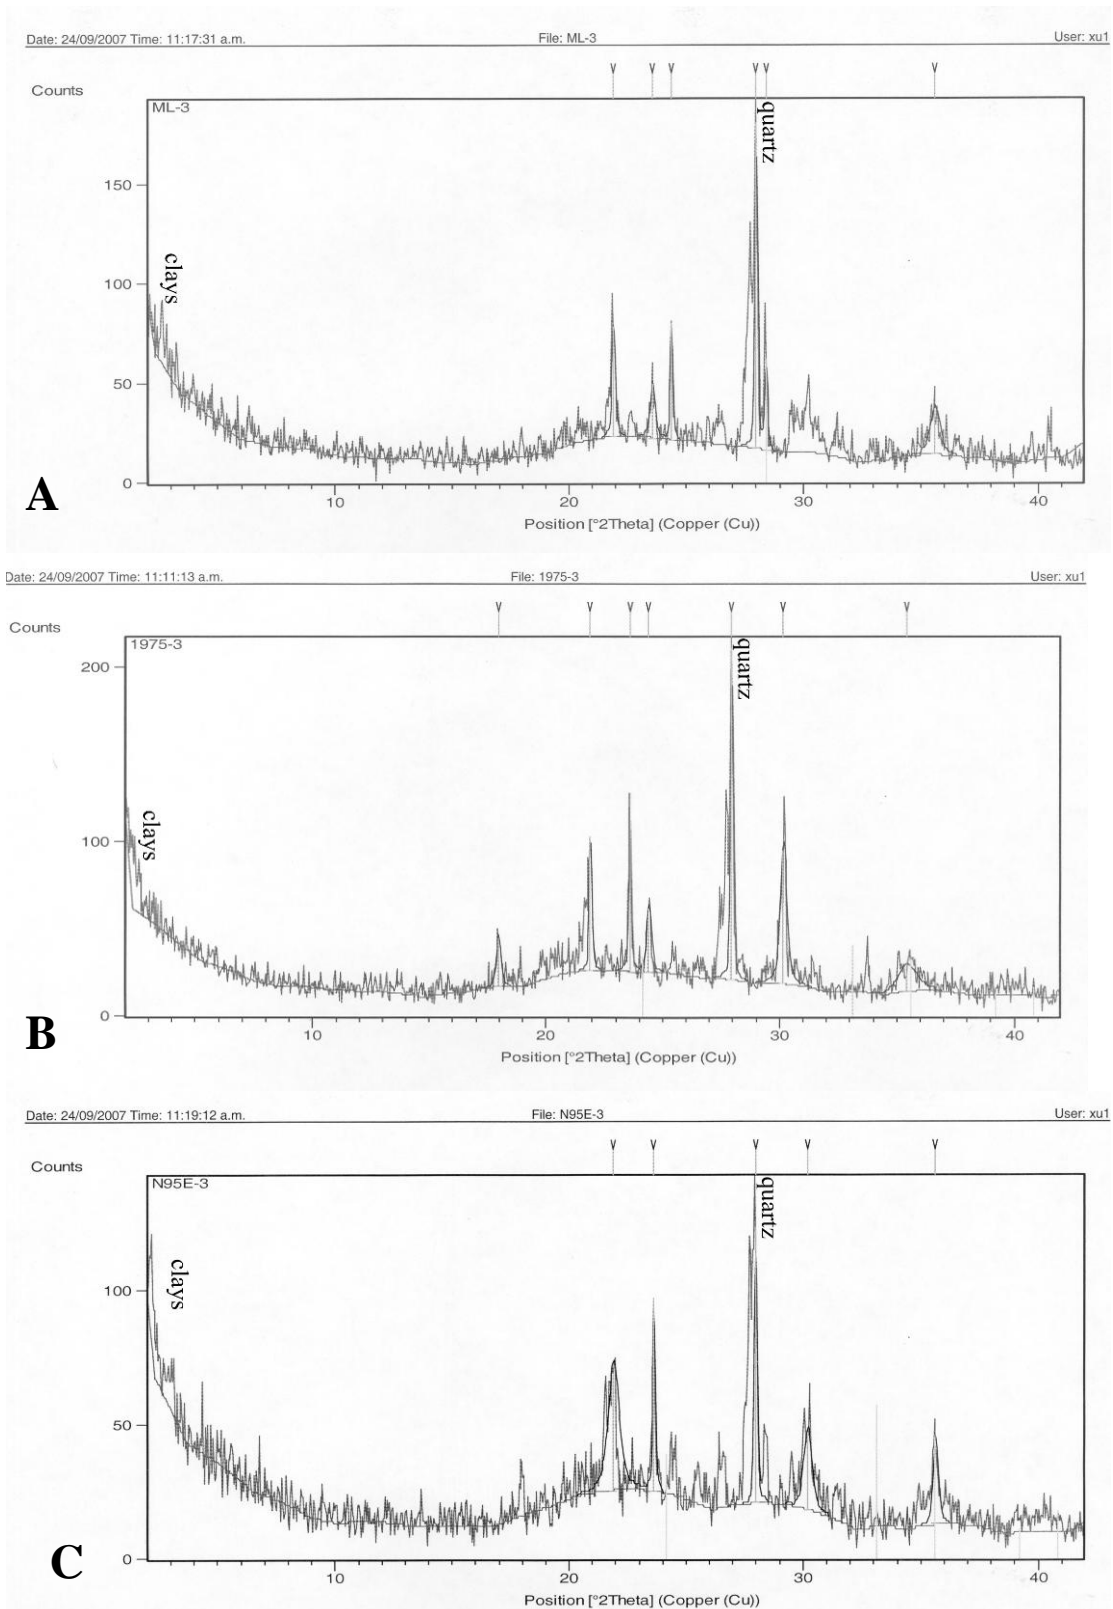 Date: 24/09/2007 Time: 11:17:31 a.m. File: ML-3 User: xu1
Counts
ML-3
quartz
150
clays
100
50
0
10 20 30 40
Position [°2Theta] (Copper (Cu))
A
Date: 24/09/2007 Time: 11:11:13 a.m. File: 1975-3 User: xu1
Counts
1975-3
quartz
200
clays
100
0
10 20 30 40
Position [°2Theta] (Copper (Cu))
B
Date: 24/09/2007 Time: 11:19:12 a.m. File: N95E-3 User: xu1
Counts
N95E-3
quartz
clays
100
50
0
10 20 30 40
Position [°2Theta] (Copper (Cu))
C